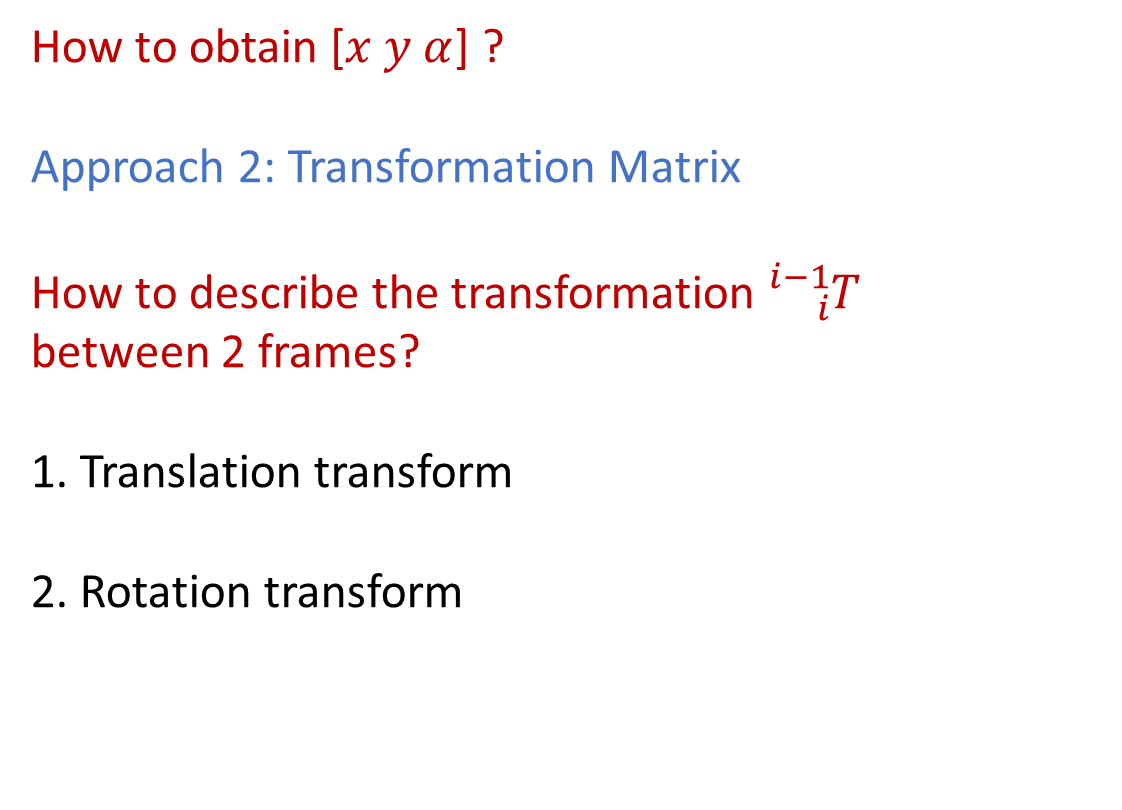 How to obtain [x y α] ?
Approach 2: Transformation Matrix
How to describe the transformation ^{i−1}_{i}T
between 2 frames?
1. Translation transform
2. Rotation transform